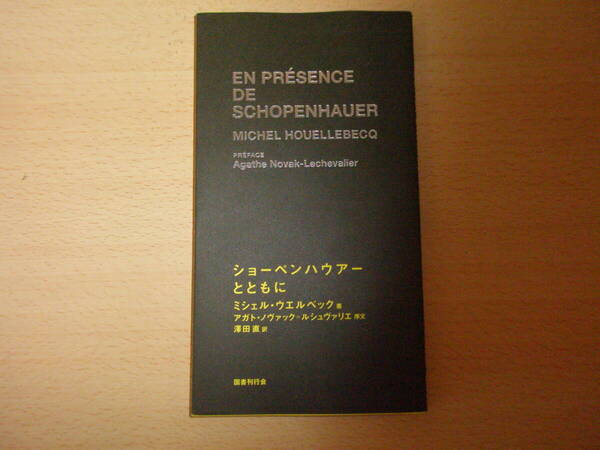 EN PRÉSENCE
DE
SCHOPENHAUER
MICHEL HOUELLEBECQ
PRÉFACE
Agathe Novak-Lechevalier
ショーペンハウアー
とともに
ミシェル・ウエルベック 著
アガト・ノヴァック=ルシュヴァリエ 序文
澤田直 訳
国書刊行会